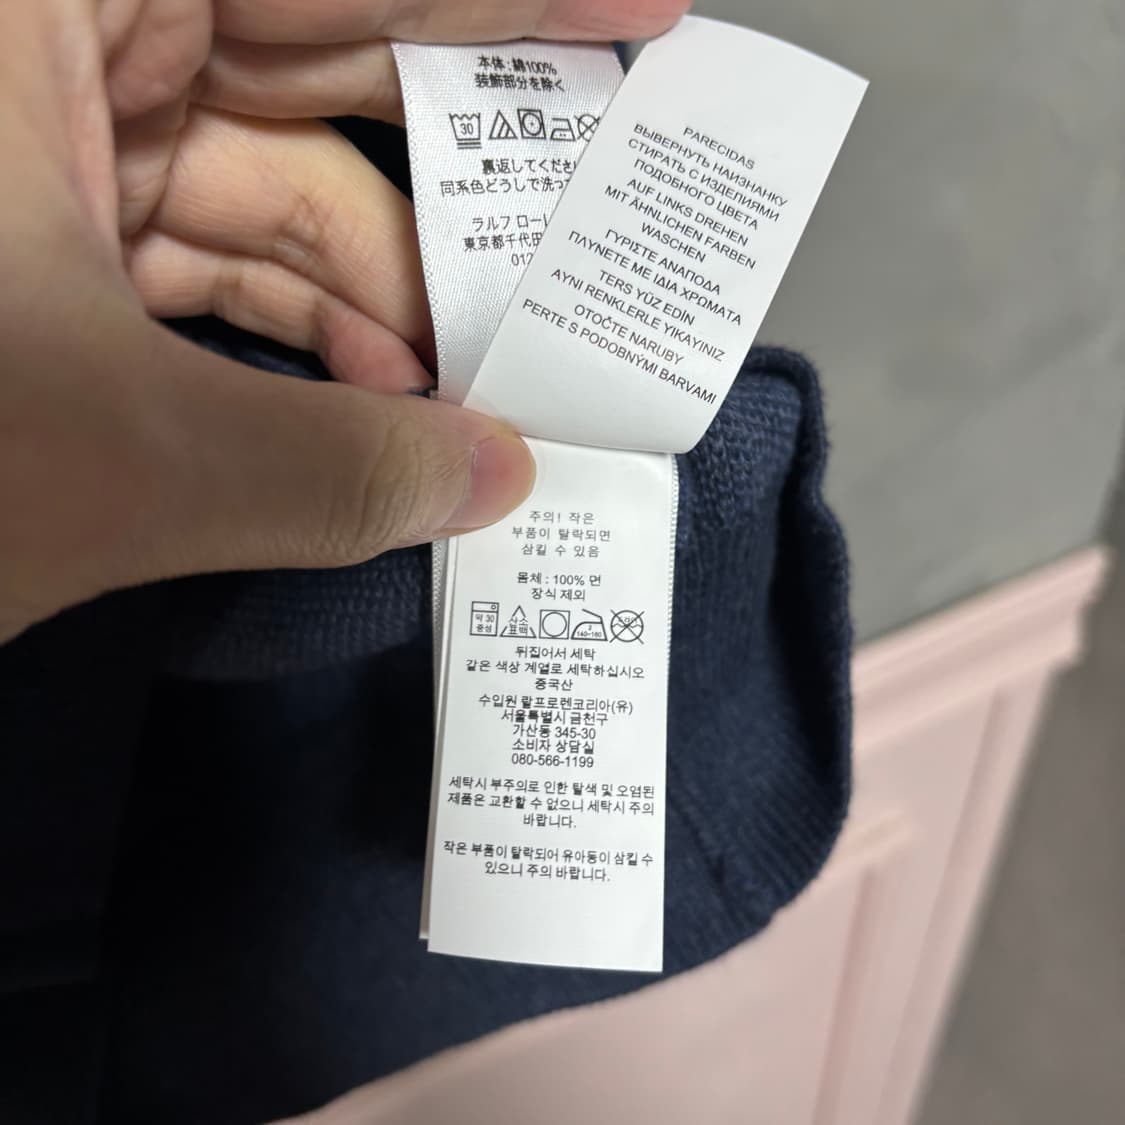 本体:綿100%
装飾部分を除く
30
裏返してくださ
同系色どうしで洗っ
ラルフ ロー
東京都千代田
012
PARECIDAS
ВЫВЕРНУТЬ НАИЗНАНКУ
СТИРАТЬ С ИЗДЕЛИЯМИ
ПОДОБНОГО ЦВЕТА
AUF LINKS DREHEN
MIT ÄHNLICHEN FARBEN
WASCHEN
ΓΥΡΙΣΤΕ ΑΝΑΠΟΔΑ
ΠΛΥΝΕΤΕ ΜΕ ΙΔΙΑ ΧΡΩΜΑΤΑ
TERS YÜZ EDİN
AYNI RENKLERLE YIKAYINIZ
OTOČTE NARUBY
PERTE S PODOBNÝMI BARVAMI
주의! 작은
부품이 탈락되면
삼킬 수 있음
몸체 : 100% 면
장식 제외
약 30
중성
산소
표백
2
140~160
뒤집어서 세탁
같은 색상 계열로 세탁하십시오
중국산
수입원 랄프로렌코리아(유)
서울특별시 금천구
가산동 345-30
소비자 상담실
080-566-1199
세탁시 부주의로 인한 탈색 및 오염된
제품은 교환할 수 없으니 세탁시 주의
바랍니다.
작은 부품이 탈락되어 유아등이 삼킬 수
있으니 주의 바랍니다.